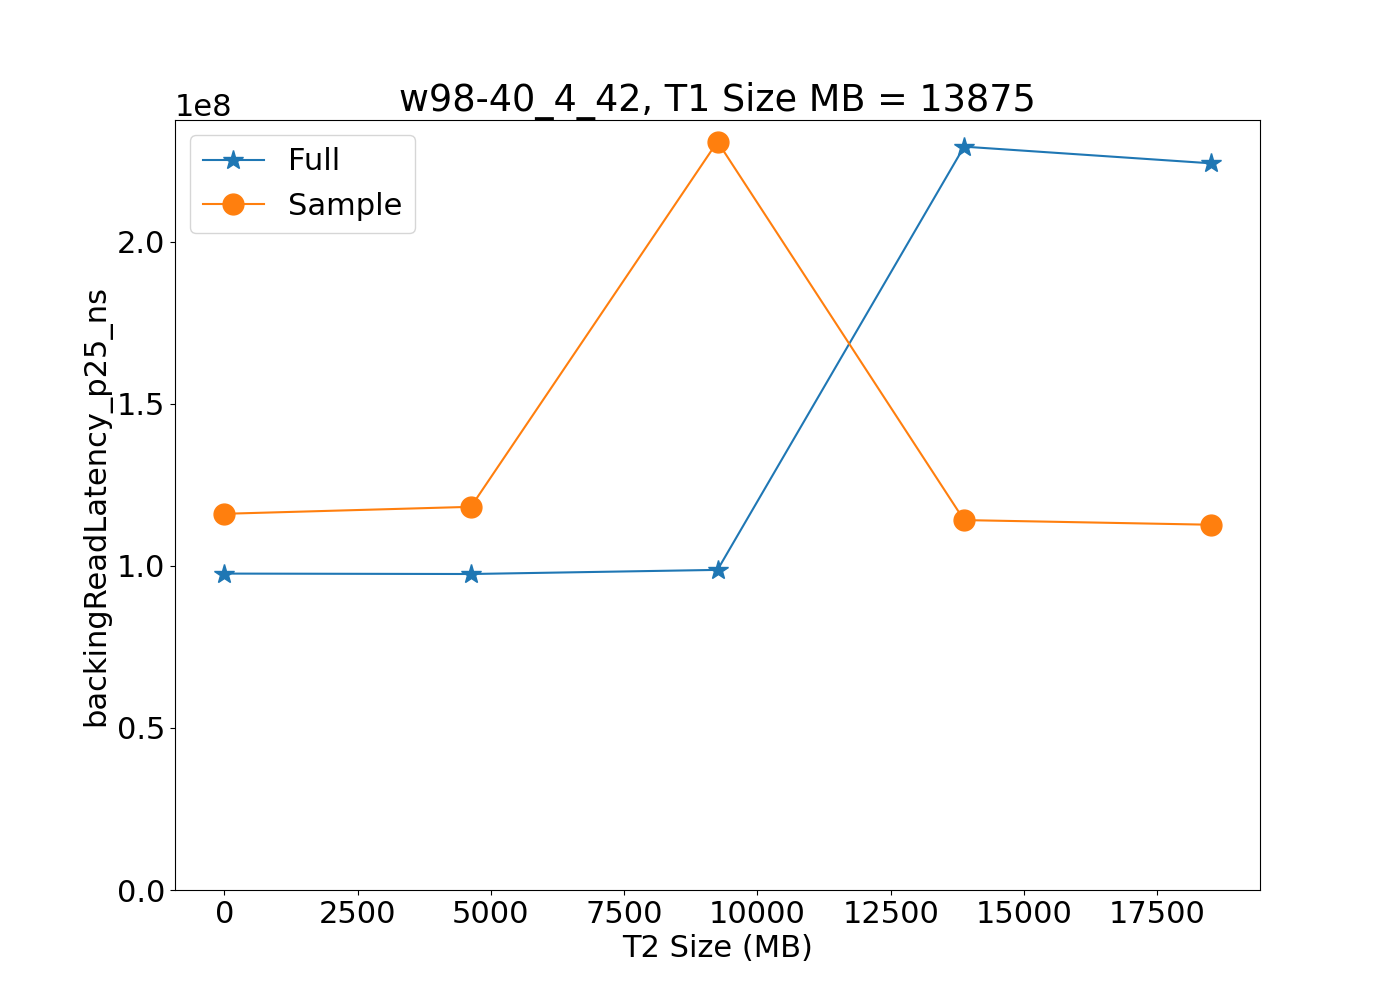 w98-40_4_42, T1 Size MB = 13875
1e8
Full
Sample
2.0
1.5
1.0
0.5
0.0
backingReadLatency_p25_ns
0 2500 5000 7500 10000 12500 15000 17500
T2 Size (MB)